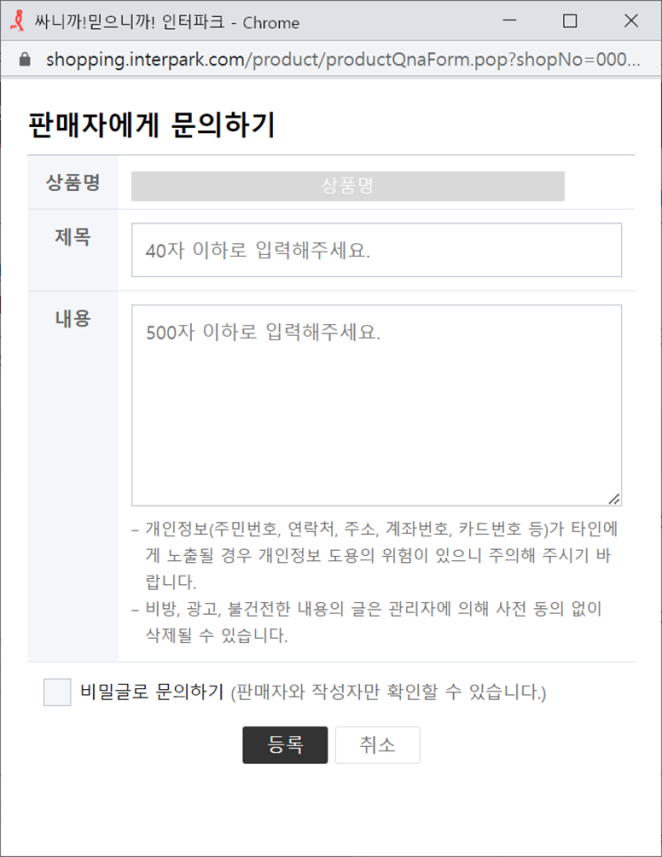 싸니까!믿으니까! 인터파크 - Chrome
shopping.interpark.com/product/productQnaForm.pop?shopNo=000...
판매자에게 문의하기
상품명 상품명
제목 40자 이하로 입력해주세요.
내용 500자 이하로 입력해주세요.
– 개인정보(주민번호, 연락처, 주소, 계좌번호, 카드번호 등)가 타인에
게 노출될 경우 개인정보 도용의 위험이 있으니 주의해 주시기 바
랍니다.
– 비방, 광고, 불건전한 내용의 글은 관리자에 의해 사전 동의 없이
삭제될 수 있습니다.
비밀글로 문의하기 (판매자와 작성자만 확인할 수 있습니다.)
등록 취소